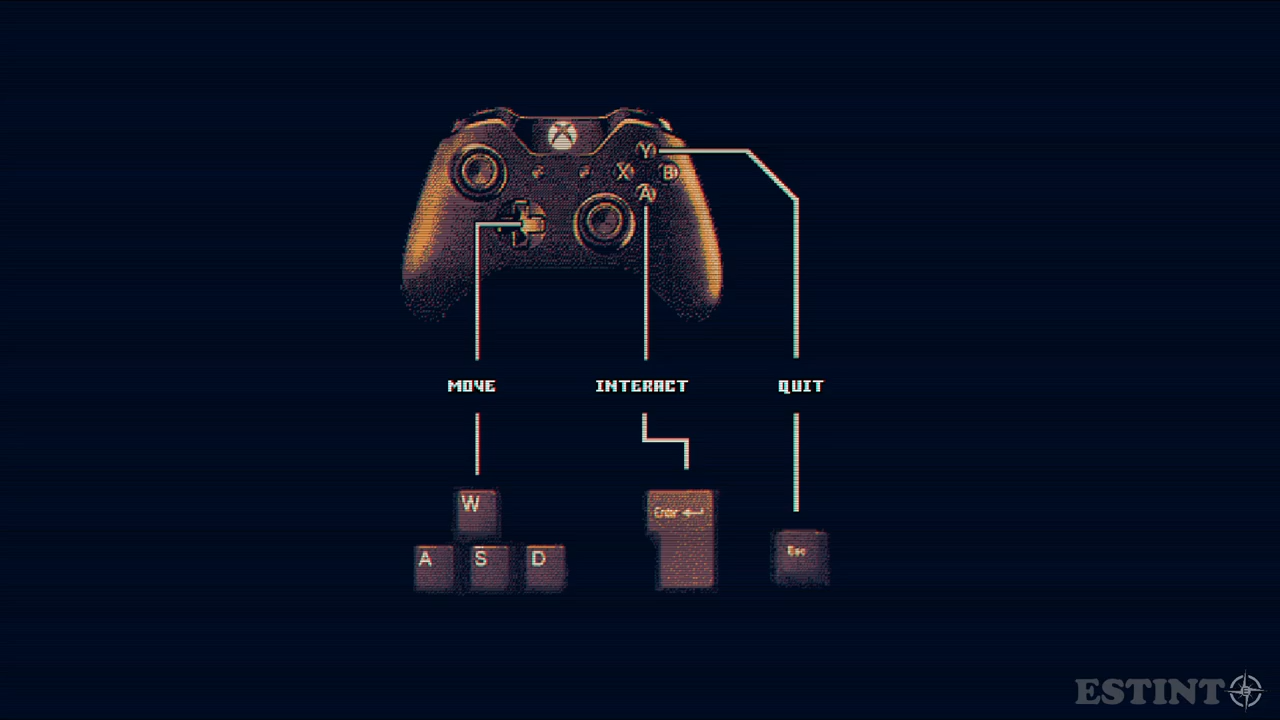 Y
X B
A
MOVE INTERACT QUIT
W
Enter
Esc
A S D
ESTINT